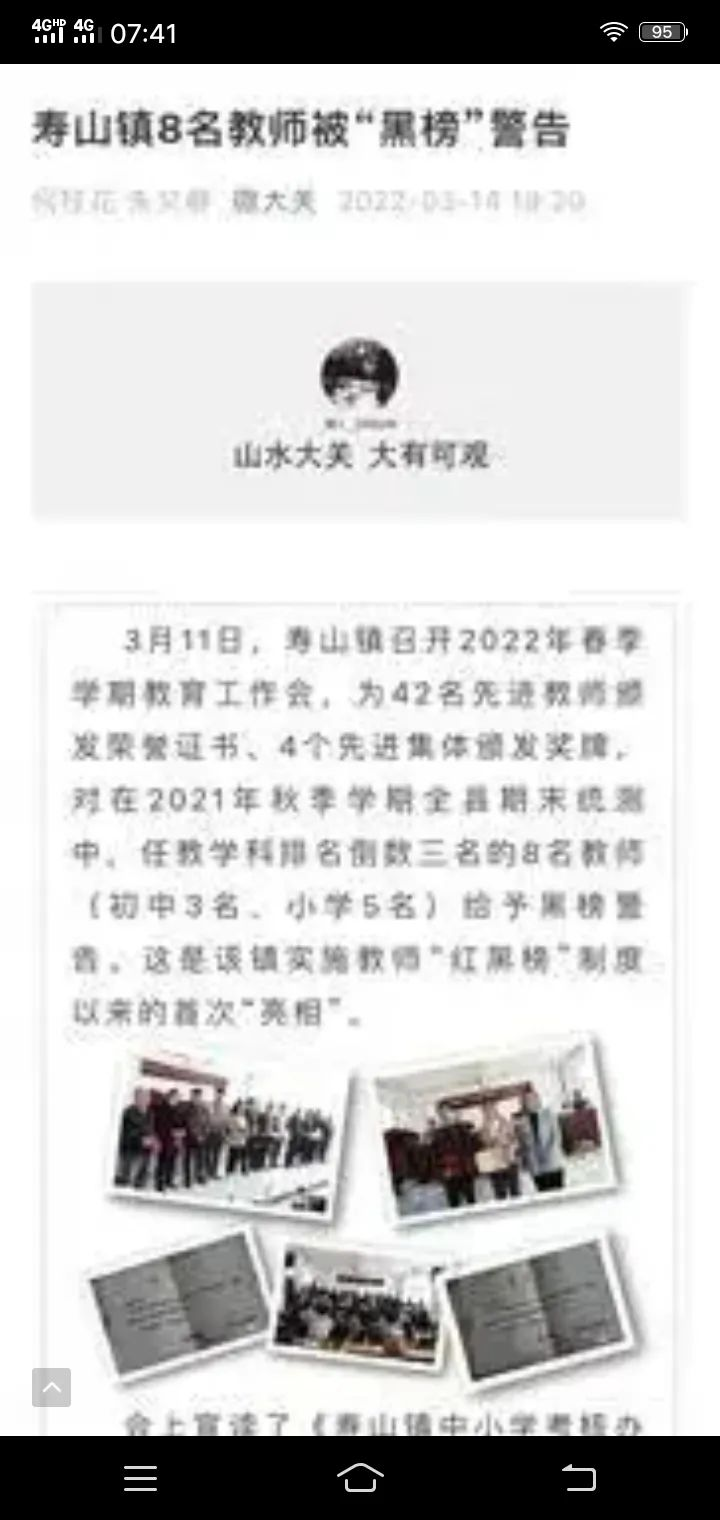 4GHD 4G 07:41 95
寿山镇8名教师被“黑榜”警告
微大关 2022-03-14 18:20
山水大关 大有可观
3月11日，寿山镇召开2022年春季
学期教育工作会，为42名先进教师颁
发荣誉证书、4个先进集体颁发奖牌，
对在2021年秋季学期全县期末统测
中，任教学科排名倒数三名的8名教师
（初中3名、小学5名）给予黑榜警
告。这是该镇实施教师“红黑榜”制度
以来的首次“亮相”。
会上宣读了《寿山镇中小学考核办